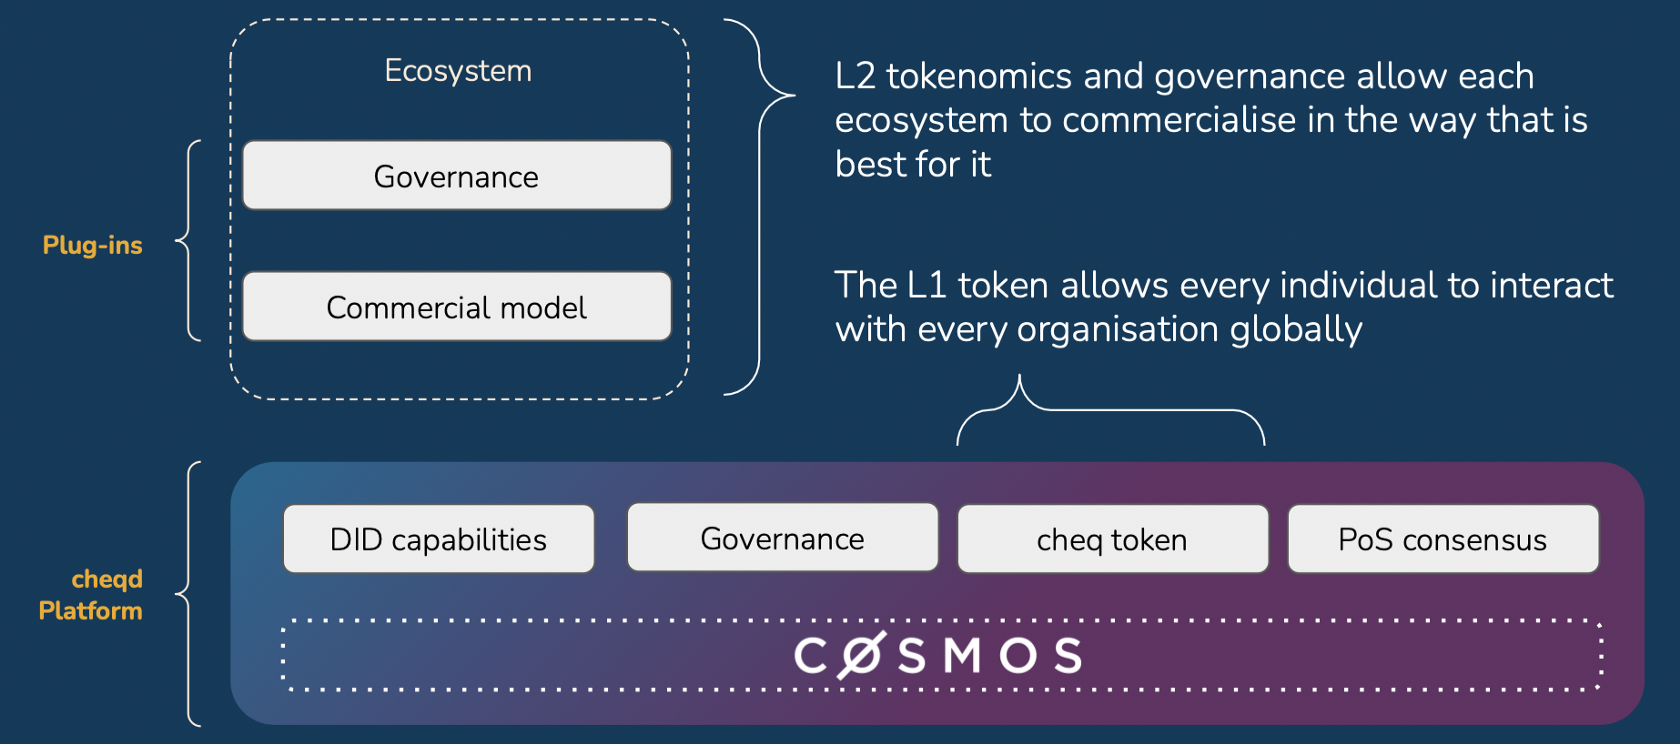 Ecosystem
Governance
Plug-ins
Commercial model
L2 tokenomics and governance allow each
ecosystem to commercialise in the way that is
best for it
The L1 token allows every individual to interact
with every organisation globally
cheqd
Platform
DID capabilities
Governance
cheq token
PoS consensus
CØSMOS